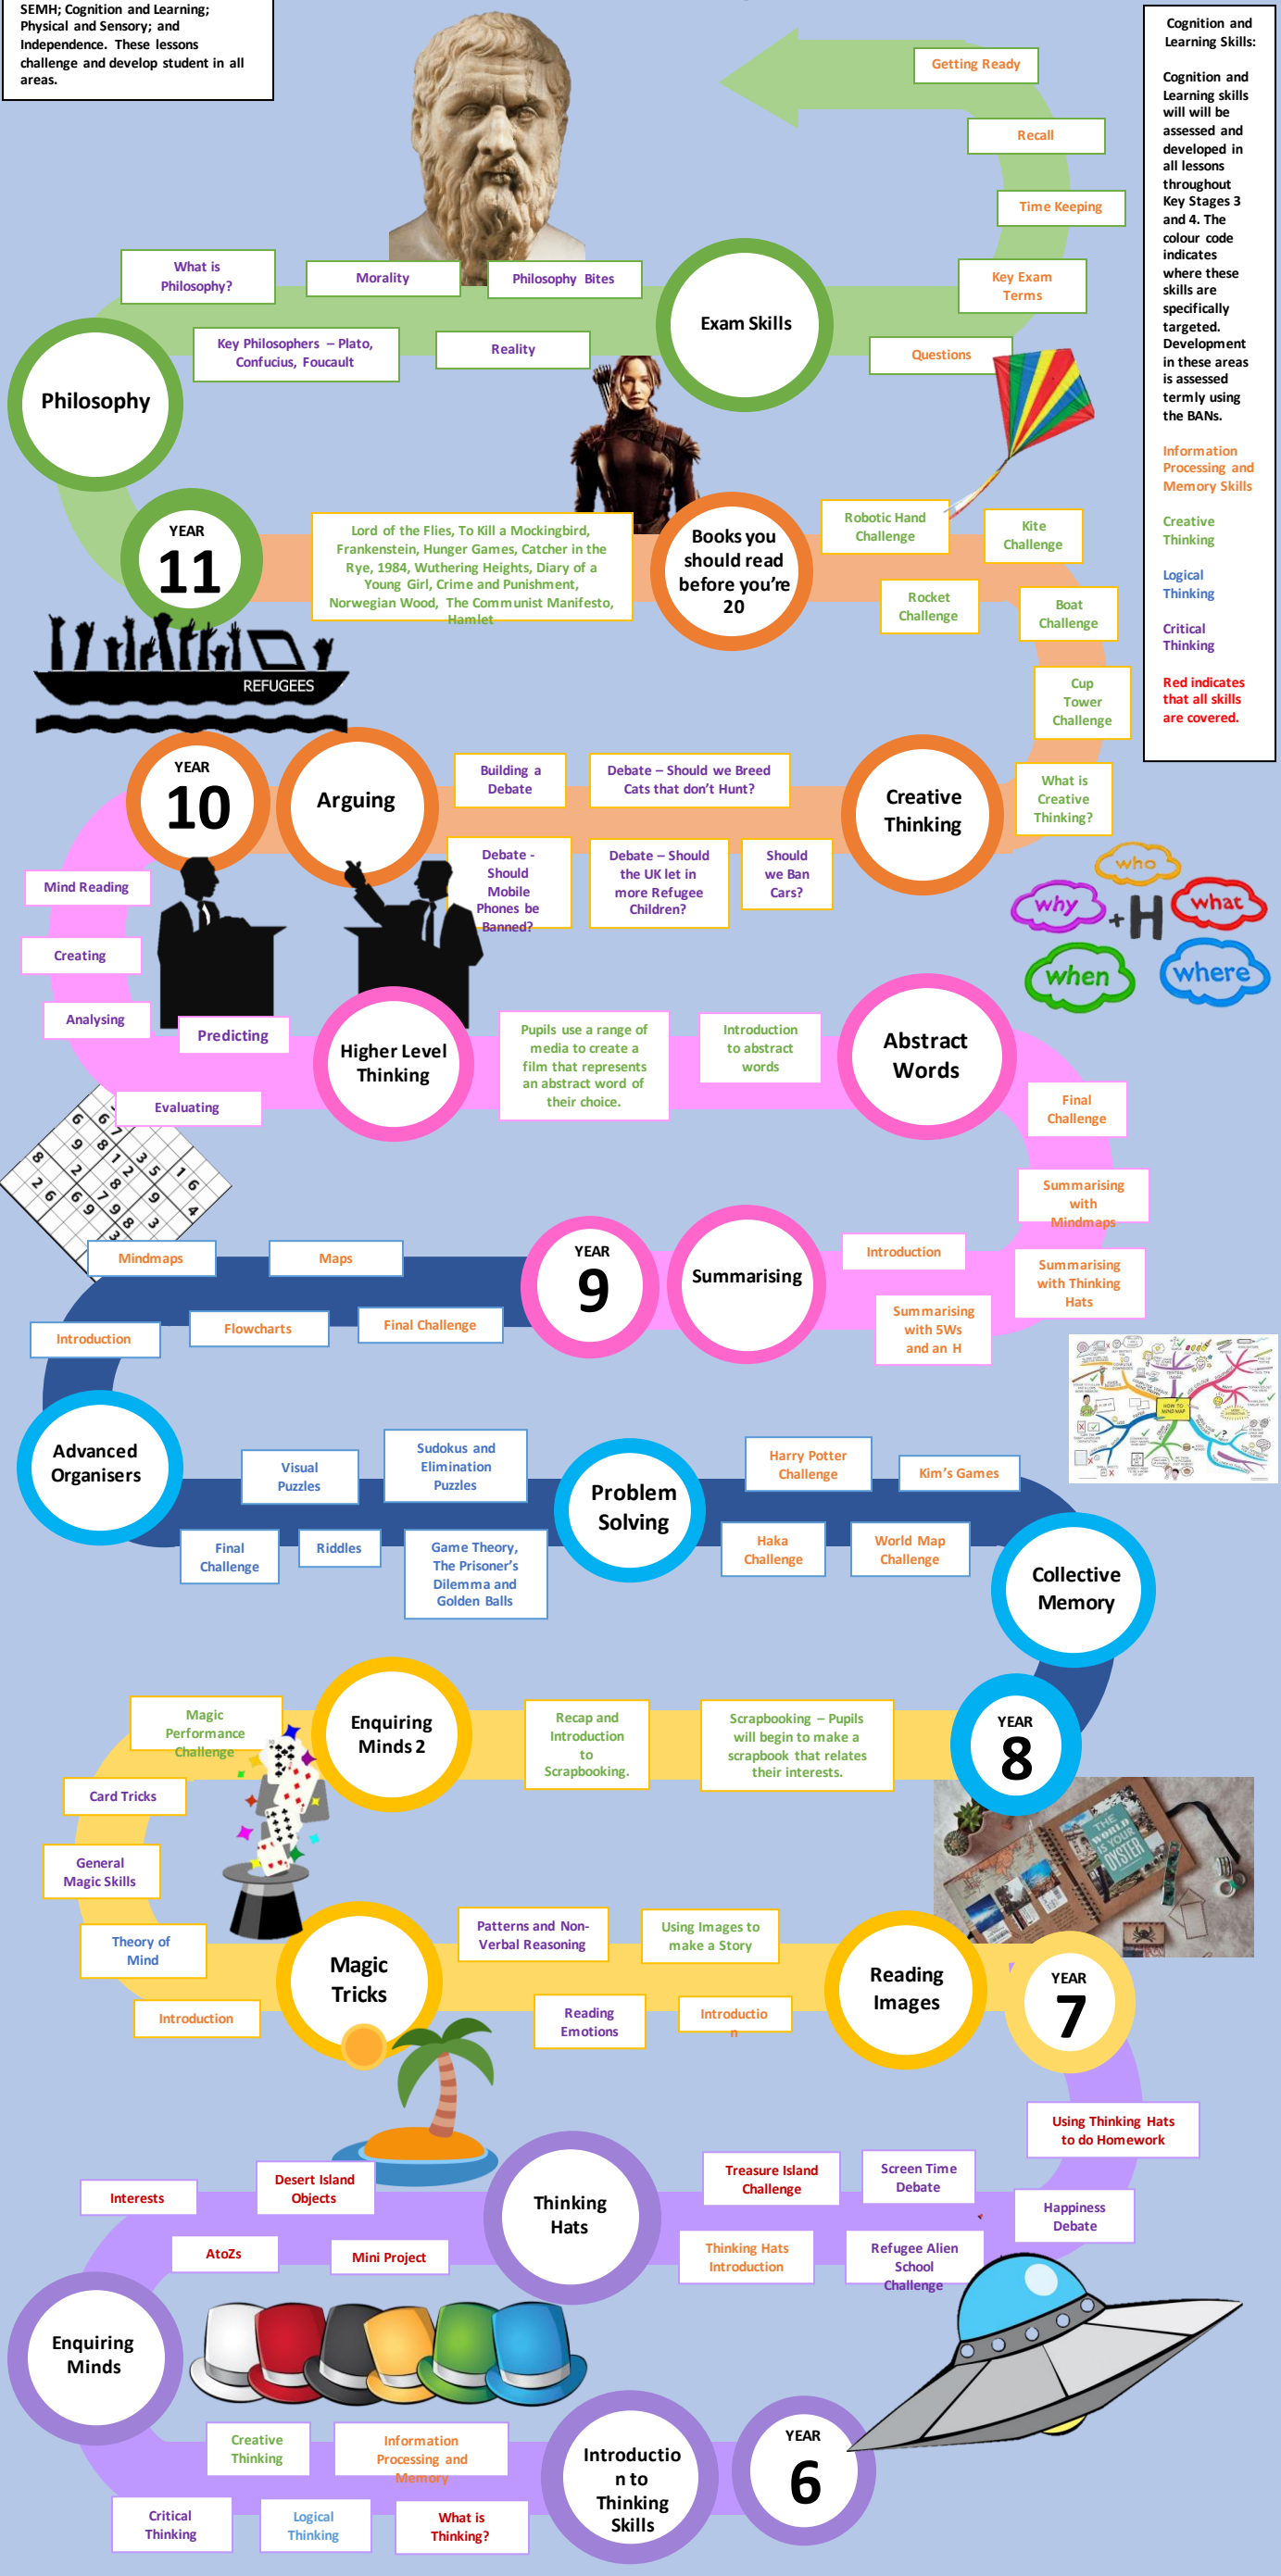 SEMH; Cognition and Learning;
Physical and Sensory; and
Independence. These lessons
challenge and develop student in all
areas.
Cognition and
Learning Skills:
Cognition and
Learning skills
will will be
assessed and
developed in
all lessons
throughout
Key Stages 3
and 4. The
colour code
indicates
where these
skills are
specifically
targeted.
Development
in these areas
is assessed
termly using
the BANs.
Information
Processing and
Memory Skills
Creative
Thinking
Logical
Thinking
Critical
Thinking
Red indicates
that all skills
are covered.
Getting Ready
Recall
Time Keeping
Key Exam
Terms
Questions
Exam Skills
What is
Philosophy?
Morality
Philosophy Bites
Key Philosophers – Plato,
Confucius, Foucault
Reality
Philosophy
YEAR
11
Lord of the Flies, To Kill a Mockingbird,
Frankenstein, Hunger Games, Catcher in the
Rye, 1984, Wuthering Heights, Diary of a
Young Girl, Crime and Punishment,
Norwegian Wood, The Communist Manifesto,
Hamlet
Books you
should read
before you're
20
Robotic Hand
Challenge
Kite
Challenge
Rocket
Challenge
Boat
Challenge
Cup
Tower
Challenge
What is
Creative
Thinking?
REFUGEES
YEAR
10
Arguing
Building a
Debate
Debate – Should we Breed
Cats that don't Hunt?
Debate -
Should
Mobile
Phones be
Banned?
Debate – Should
the UK let in
more Refugee
Children?
Should
we Ban
Cars?
Creative
Thinking
who
why
+H
what
when
where
Mind Reading
Creating
Analysing
Predicting
Evaluating
Higher Level
Thinking
Pupils use a range of
media to create a
film that represents
an abstract word of
their choice.
Introduction
to abstract
words
Abstract
Words
Final
Challenge
Summarising
with
Mindmaps
Summarising
with Thinking
Hats
Introduction
Summarising
with 5Ws
and an H
Summarising
YEAR
9
Mindmaps
Maps
Introduction
Flowcharts
Final Challenge
HOW TO
MIND MAP
Advanced
Organisers
Visual
Puzzles
Sudokus and
Elimination
Puzzles
Final
Challenge
Riddles
Game Theory,
The Prisoner's
Dilemma and
Golden Balls
Problem
Solving
Harry Potter
Challenge
Kim's Games
Haka
Challenge
World Map
Challenge
Collective
Memory
YEAR
8
Scrapbooking – Pupils
will begin to make a
scrapbook that relates
their interests.
Recap and
Introduction
to
Scrapbooking.
Enquiring
Minds 2
Magic
Performance
Challenge
Card Tricks
General
Magic Skills
Theory of
Mind
Introduction
THE
WORLD
IS YOUR
OYSTER
Magic
Tricks
Patterns and Non-
Verbal Reasoning
Using Images to
make a Story
Reading
Emotions
Introductio
n
Reading
Images
YEAR
7
Using Thinking Hats
to do Homework
Happiness
Debate
Treasure Island
Challenge
Screen Time
Debate
Thinking Hats
Introduction
Refugee Alien
School
Challenge
Thinking
Hats
Interests
Desert Island
Objects
AtoZs
Mini Project
Enquiring
Minds
Creative
Thinking
Information
Processing and
Memory
Critical
Thinking
Logical
Thinking
What is
Thinking?
Introductio
n to
Thinking
Skills
YEAR
6